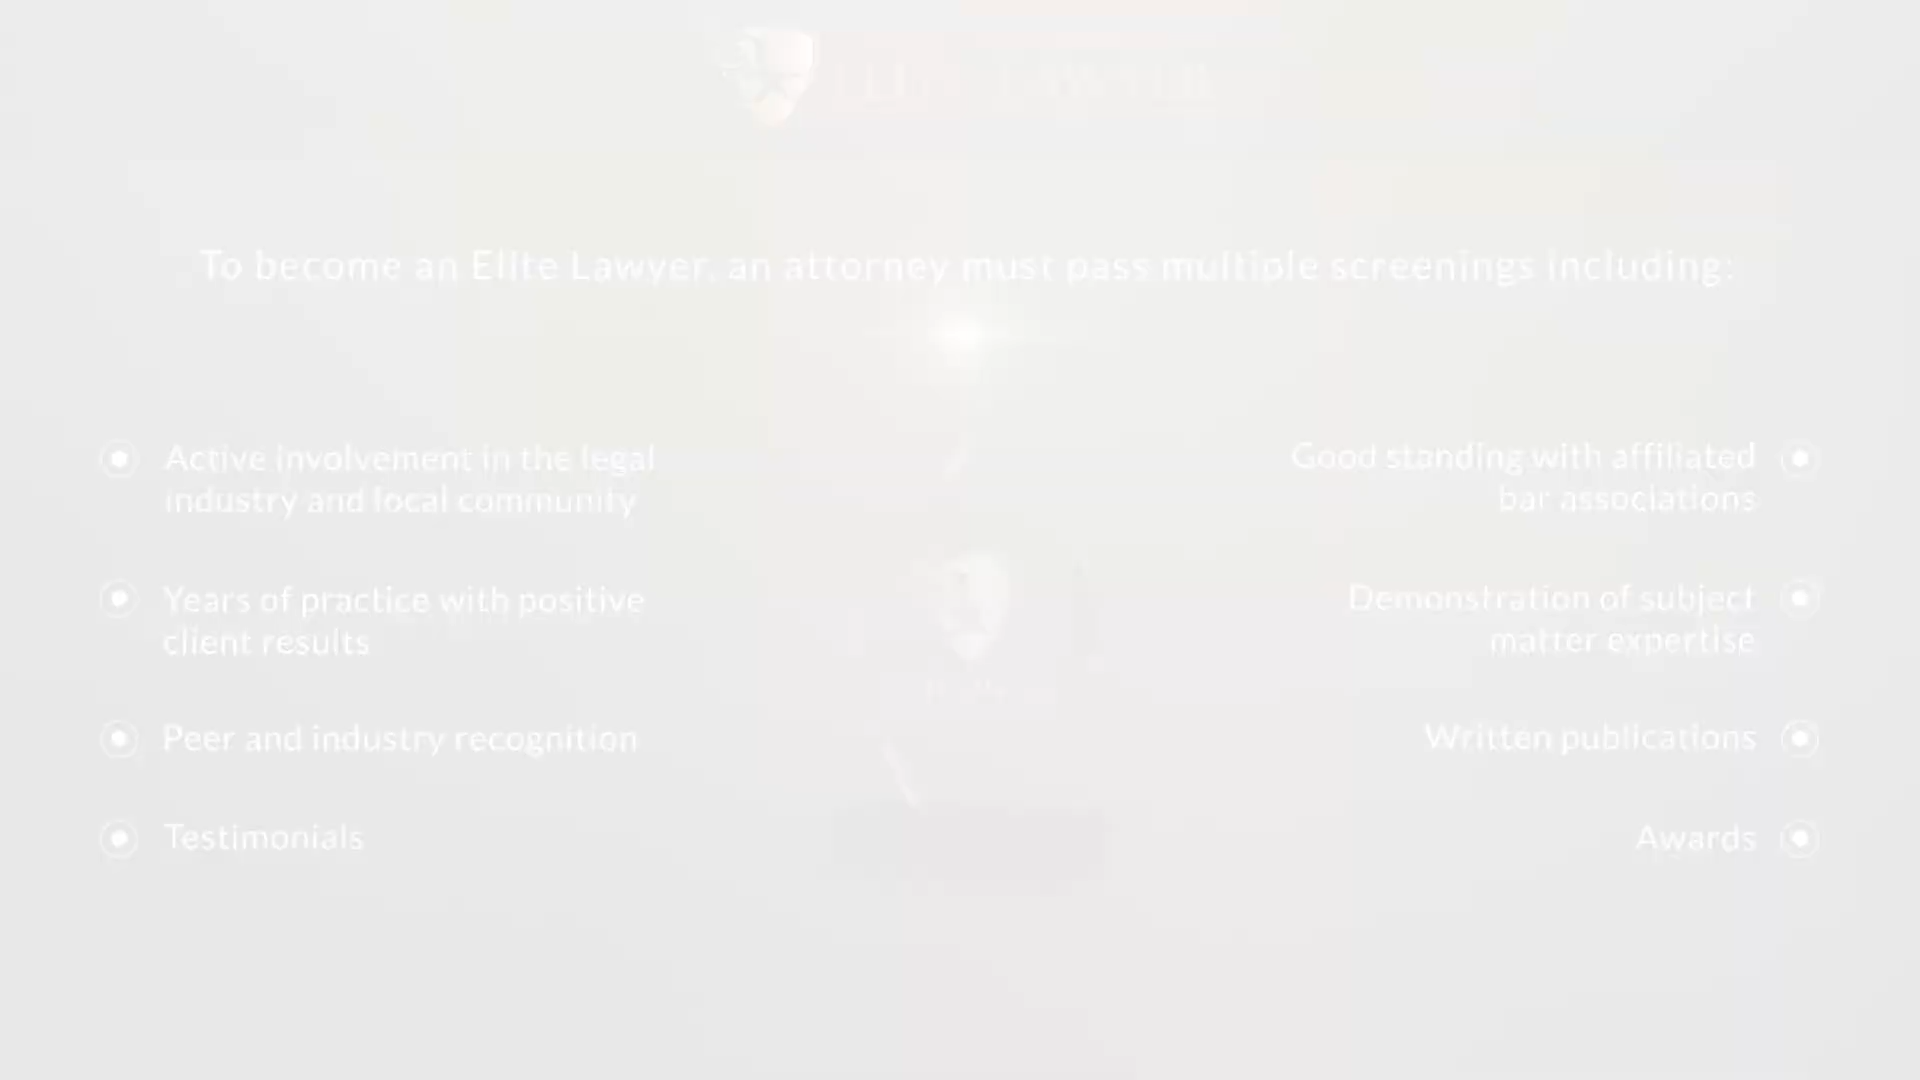 ELITE LAWYER
To become an Elite Lawyer, an attorney must pass multiple screenings including:
Active involvement in the legal
industry and local community
Years of practice with positive
client results
Peer and industry recognition
Testimonials
Good standing with affiliated
bar associations
Demonstration of subject
matter expertise
Written publications
Awards